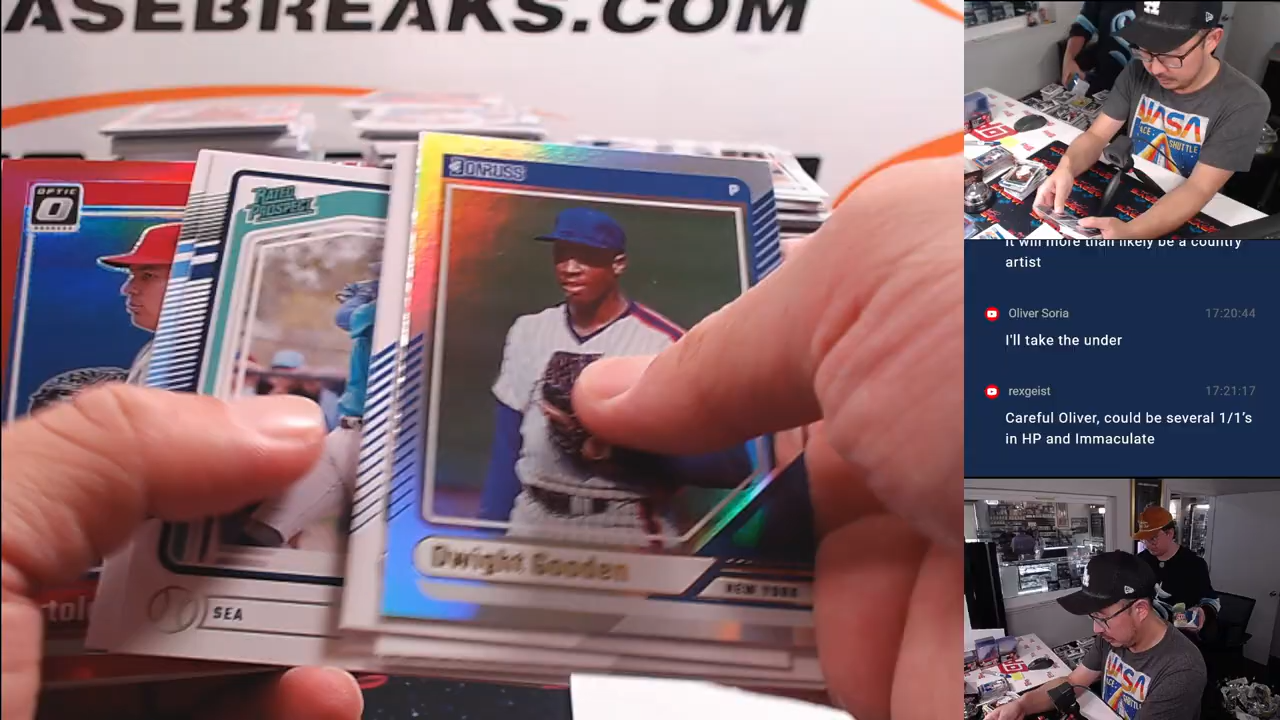 ASEBREAKS.COM
OPTIC
O
RATED
PROSPECT
SEA
DONRUSS
P
Dwight Gooden
NEW YORK
H
NASA
it will more than likely be a country
artist
Oliver Soria
17:20:44
I'll take the under
rexgeist
17:21:17
Careful Oliver, could be several 1/1's
in HP and Immaculate
NASA